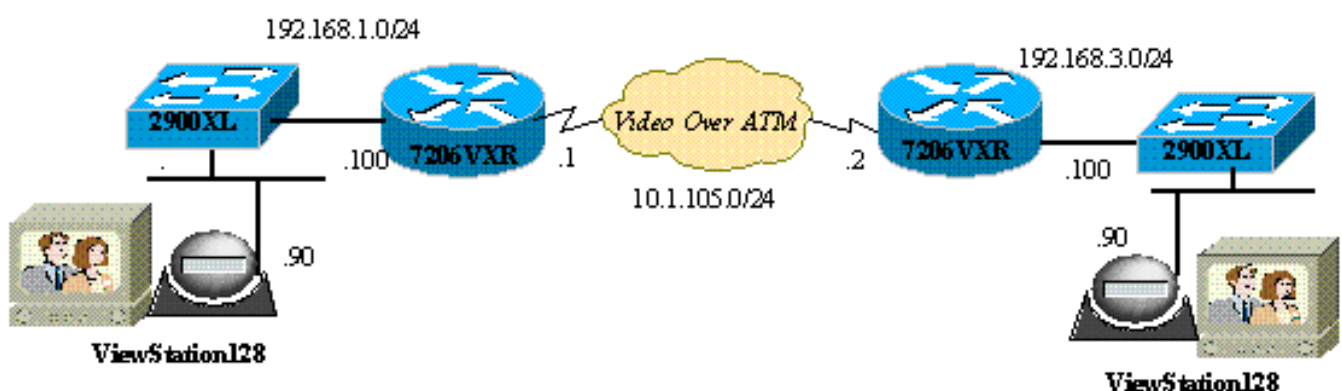 192.168.1.0/24
192.168.3.0/24
2900XL
7206VXR
Video Over ATM
7206VXR
2900XL
.
.100
.1
.2
.100
10.1.105.0/24
.90
.90
ViewStation128
ViewStation128